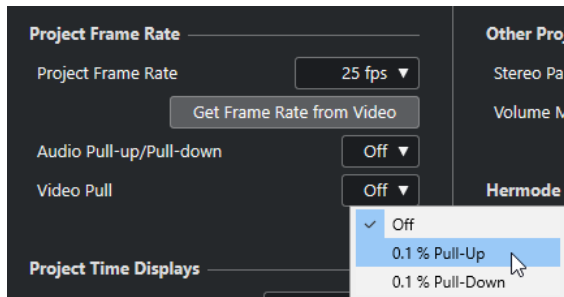 Project Frame Rate
Other Pro
Project Frame Rate
25 fps
Stereo Pa
Get Frame Rate from Video
Volume M
Audio Pull-up/Pull-down
Off
Video Pull
Off
Hermode
Off
0.1 % Pull-Up
Project Time Displays
0.1 % Pull-Down